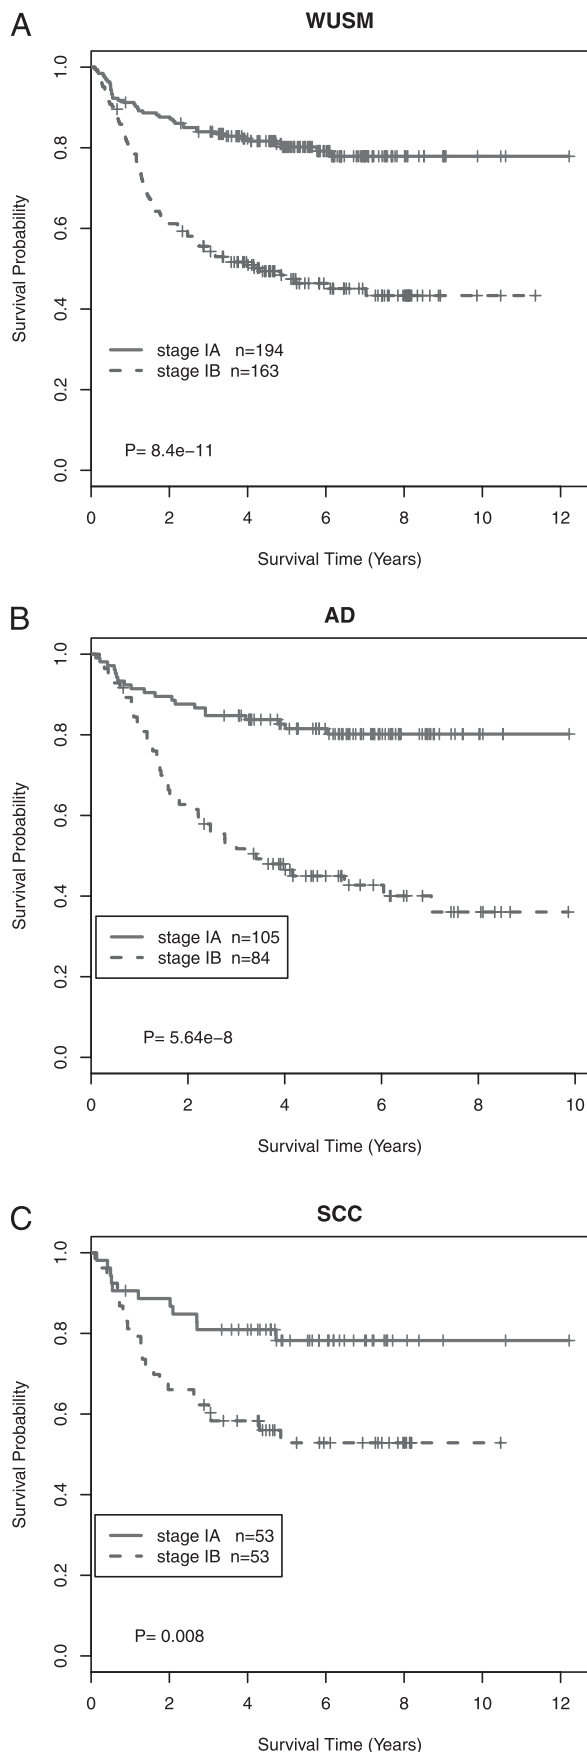 A
WUSM
1.0
0.8
0.6
0.4
0.2
0.0
Survival Probability
stage IA n=194
stage IB n=163
P= 8.4e−11
0 2 4 6 8 10 12
Survival Time (Years)
B
AD
1.0
0.8
0.6
0.4
0.2
0.0
Survival Probability
stage IA n=105
stage IB n=84
P= 5.64e−8
0 2 4 6 8 10
Survival Time (Years)
C
SCC
1.0
0.8
0.6
0.4
0.2
0.0
Survival Probability
stage IA n=53
stage IB n=53
P= 0.008
0 2 4 6 8 10 12
Survival Time (Years)